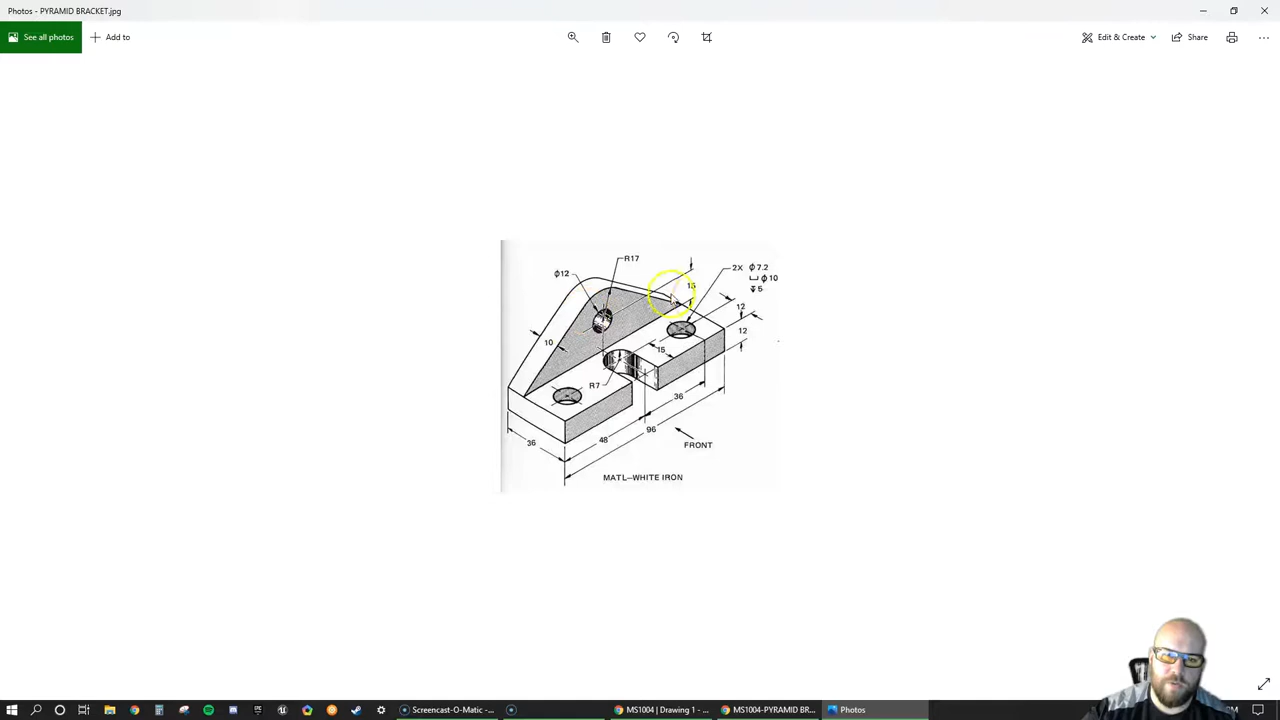 Photos - PYRAMID BRACKET.jpg
See all photos
Add to
Edit & Create
Share
R17
ϕ12
2X ϕ7.2
⌴ ϕ10
↧ 5
15
12
12
10
15
R7
36
36
48
96
FRONT
MATL–WHITE IRON
Screencast-O-Matic -...
MS1004 | Drawing 1 - ...
MS1004-PYRAMID BR...
Photos